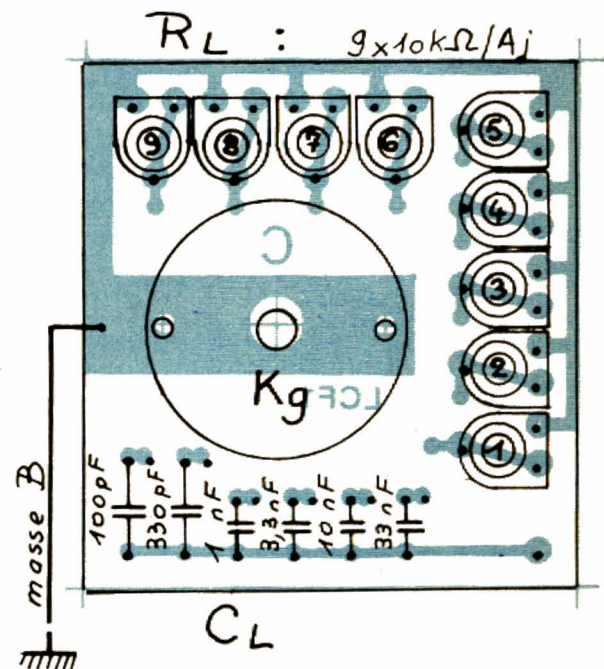 RL : 9x10kΩ/Aj
9 8 7 6
5
4
3
2
1
C
Kg
LCF
100pF 330pF 1nF 3,3nF 10nF 33nF
masse B
CL